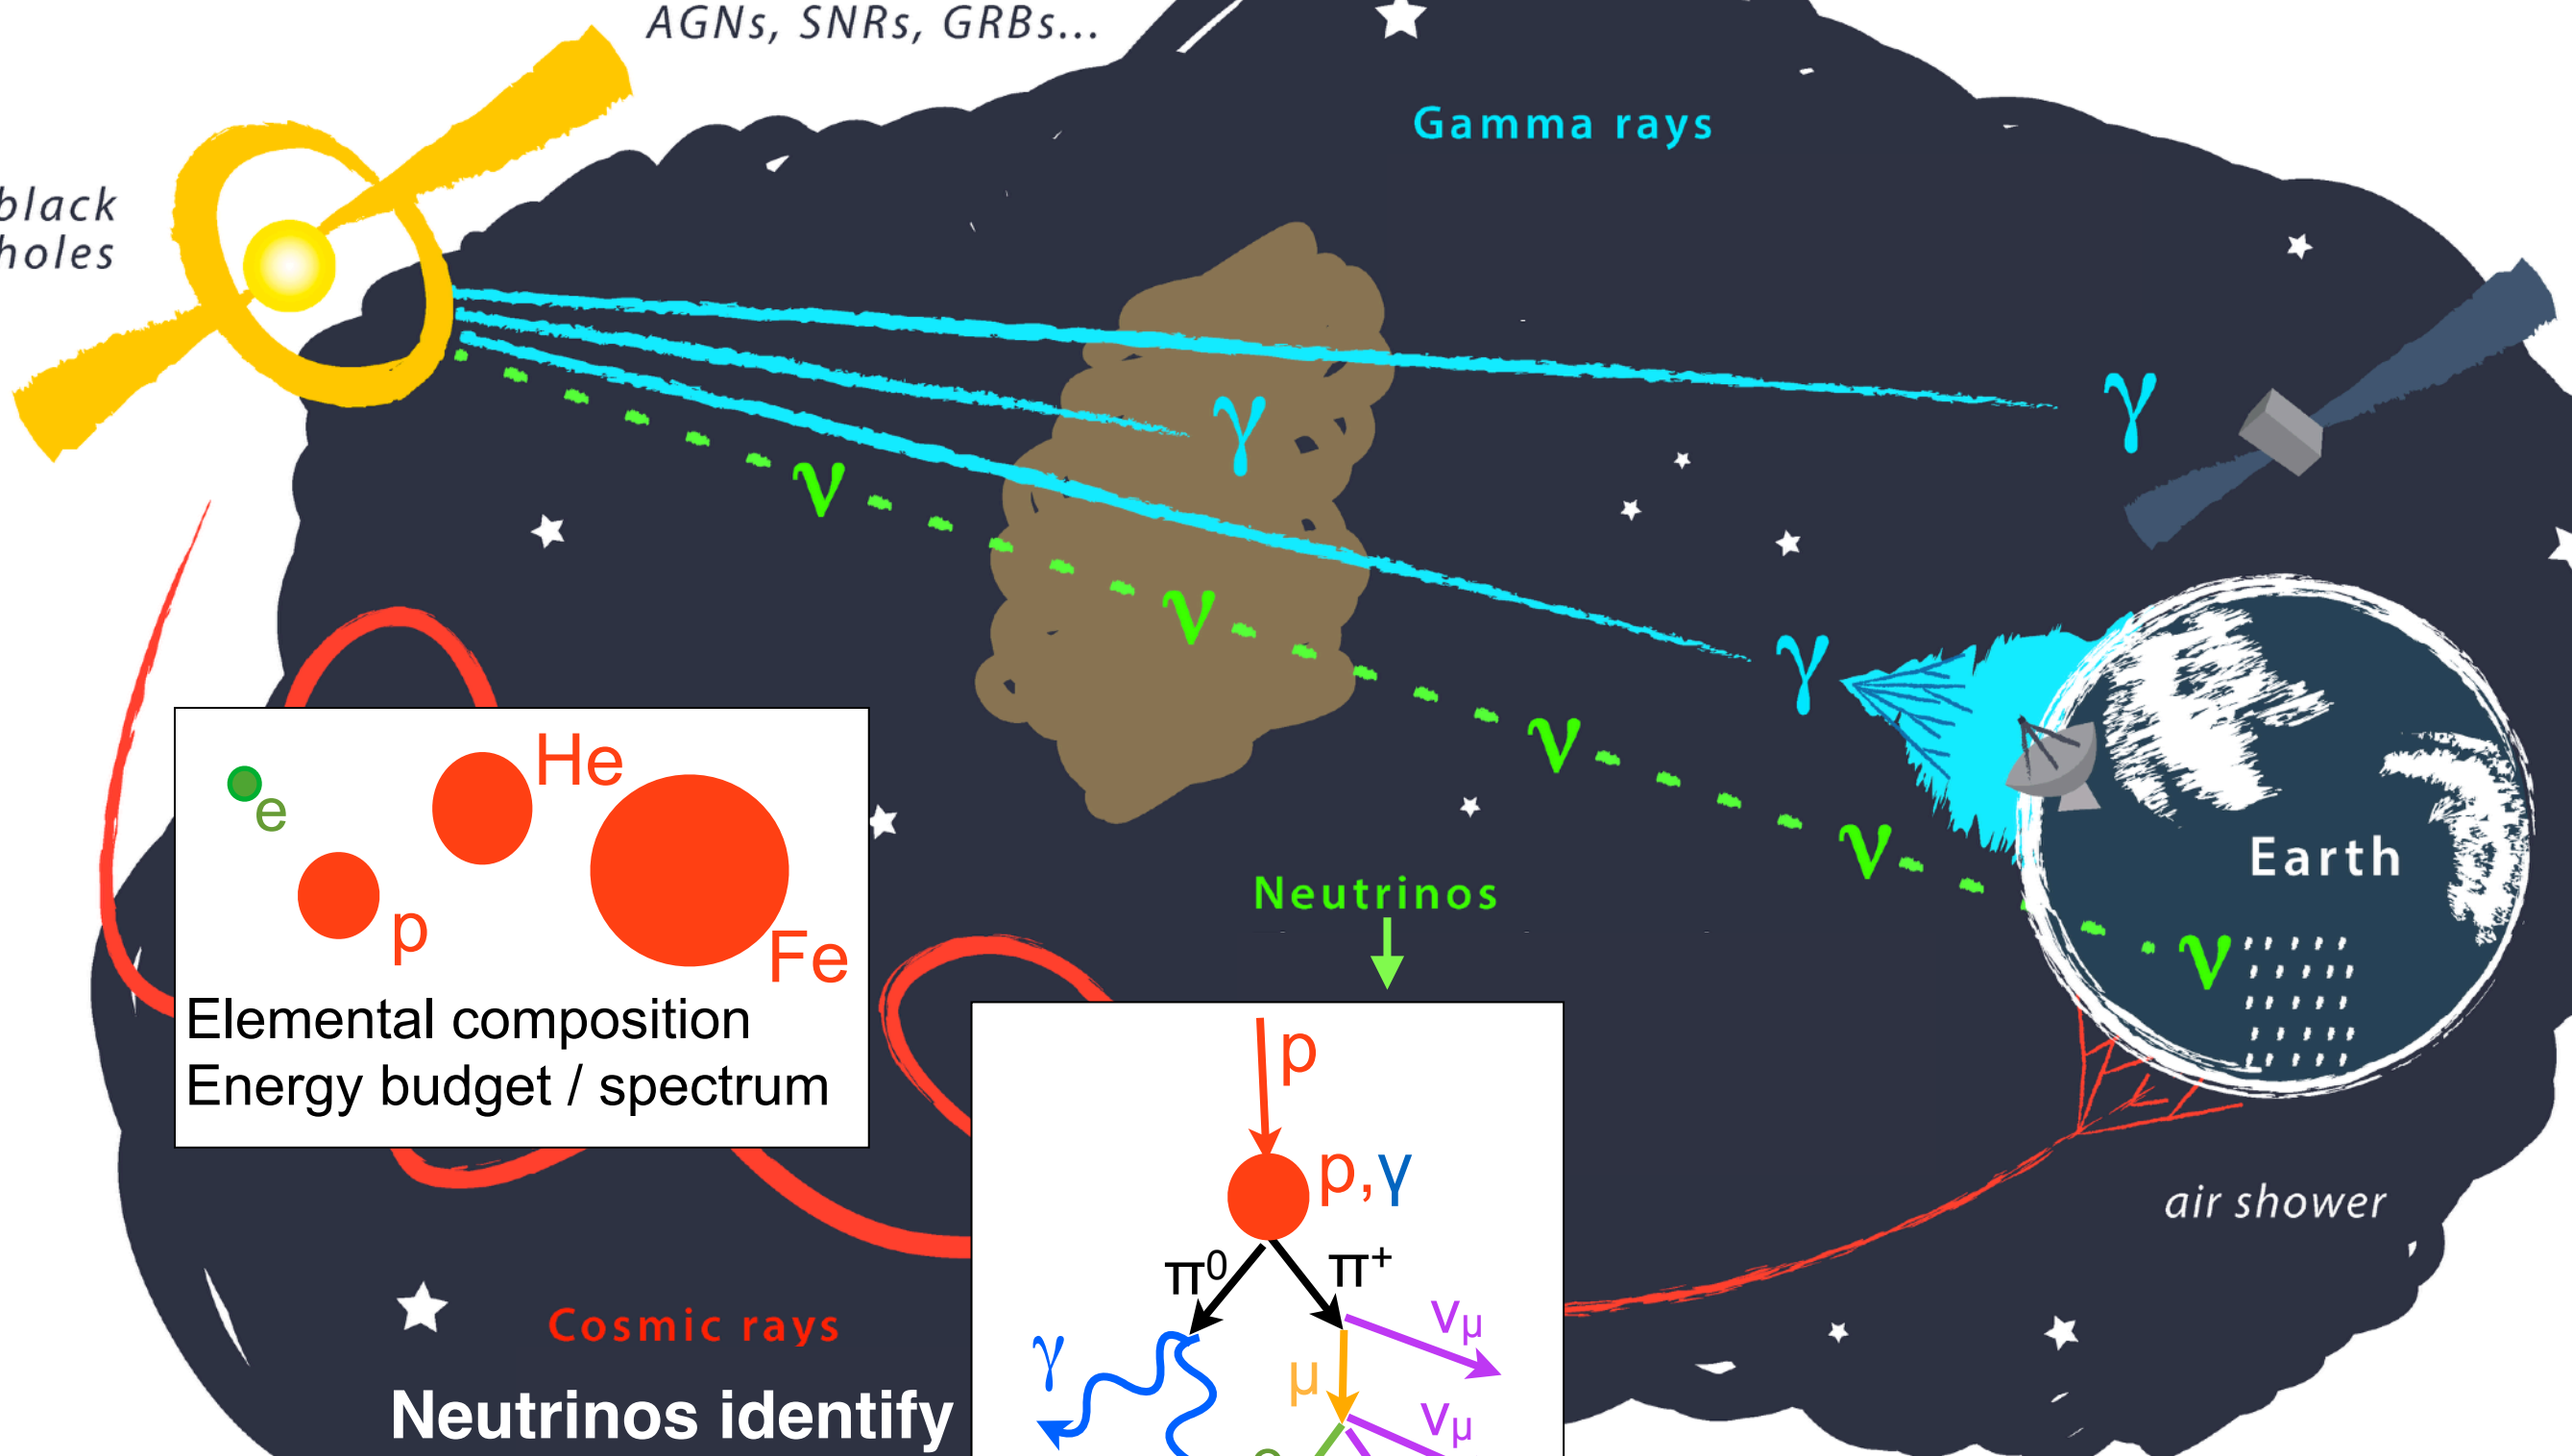 AGNs, SNRs, GRBs...
Gamma rays
black
holes
γ
γ
ν
ν
γ
ν
ν
Earth
ν
Neutrinos
He
e
p
Fe
Elemental composition
Energy budget / spectrum
p
p,γ
π⁰
π⁺
air shower
νμ
Cosmic rays
γ
μ
νμ
Neutrinos identify